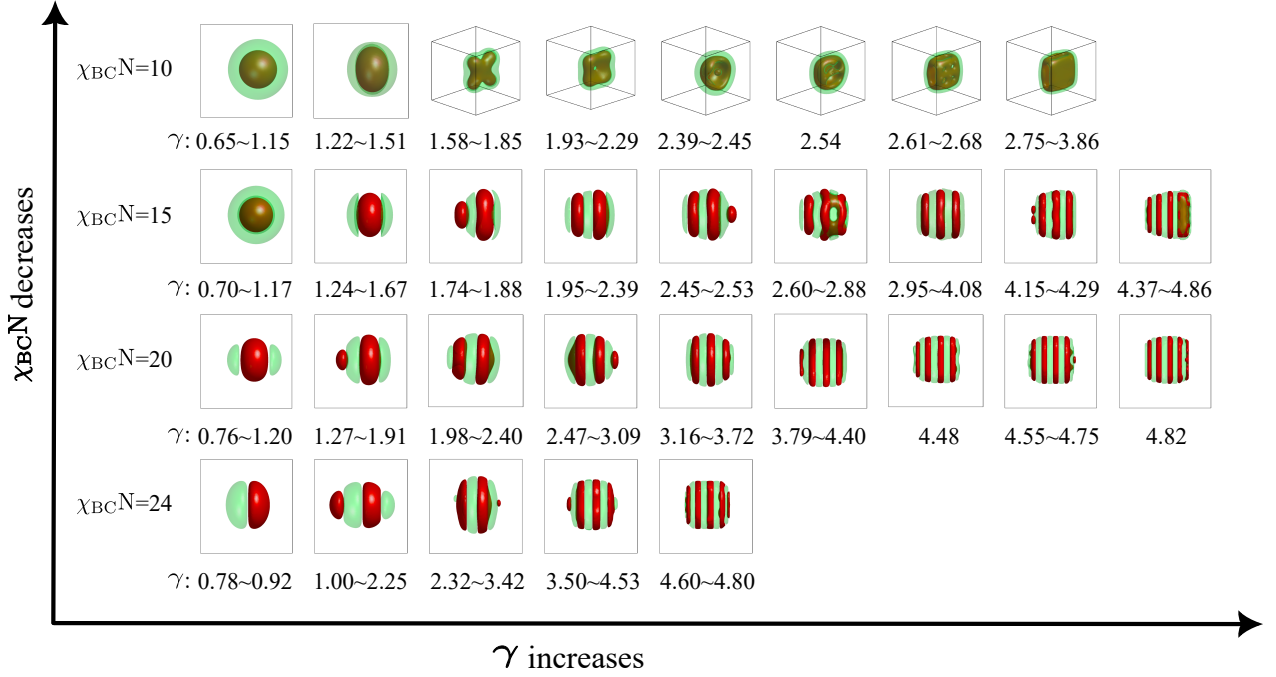 χBCN=10
γ: 0.65~1.15 1.22~1.51 1.58~1.85 1.93~2.29 2.39~2.45 2.54 2.61~2.68 2.75~3.86
χBCN=15
γ: 0.70~1.17 1.24~1.67 1.74~1.88 1.95~2.39 2.45~2.53 2.60~2.88 2.95~4.08 4.15~4.29 4.37~4.86
χBCN=20
γ: 0.76~1.20 1.27~1.91 1.98~2.40 2.47~3.09 3.16~3.72 3.79~4.40 4.48 4.55~4.75 4.82
χBCN=24
γ: 0.78~0.92 1.00~2.25 2.32~3.42 3.50~4.53 4.60~4.80
χBCN decreases
γ increases